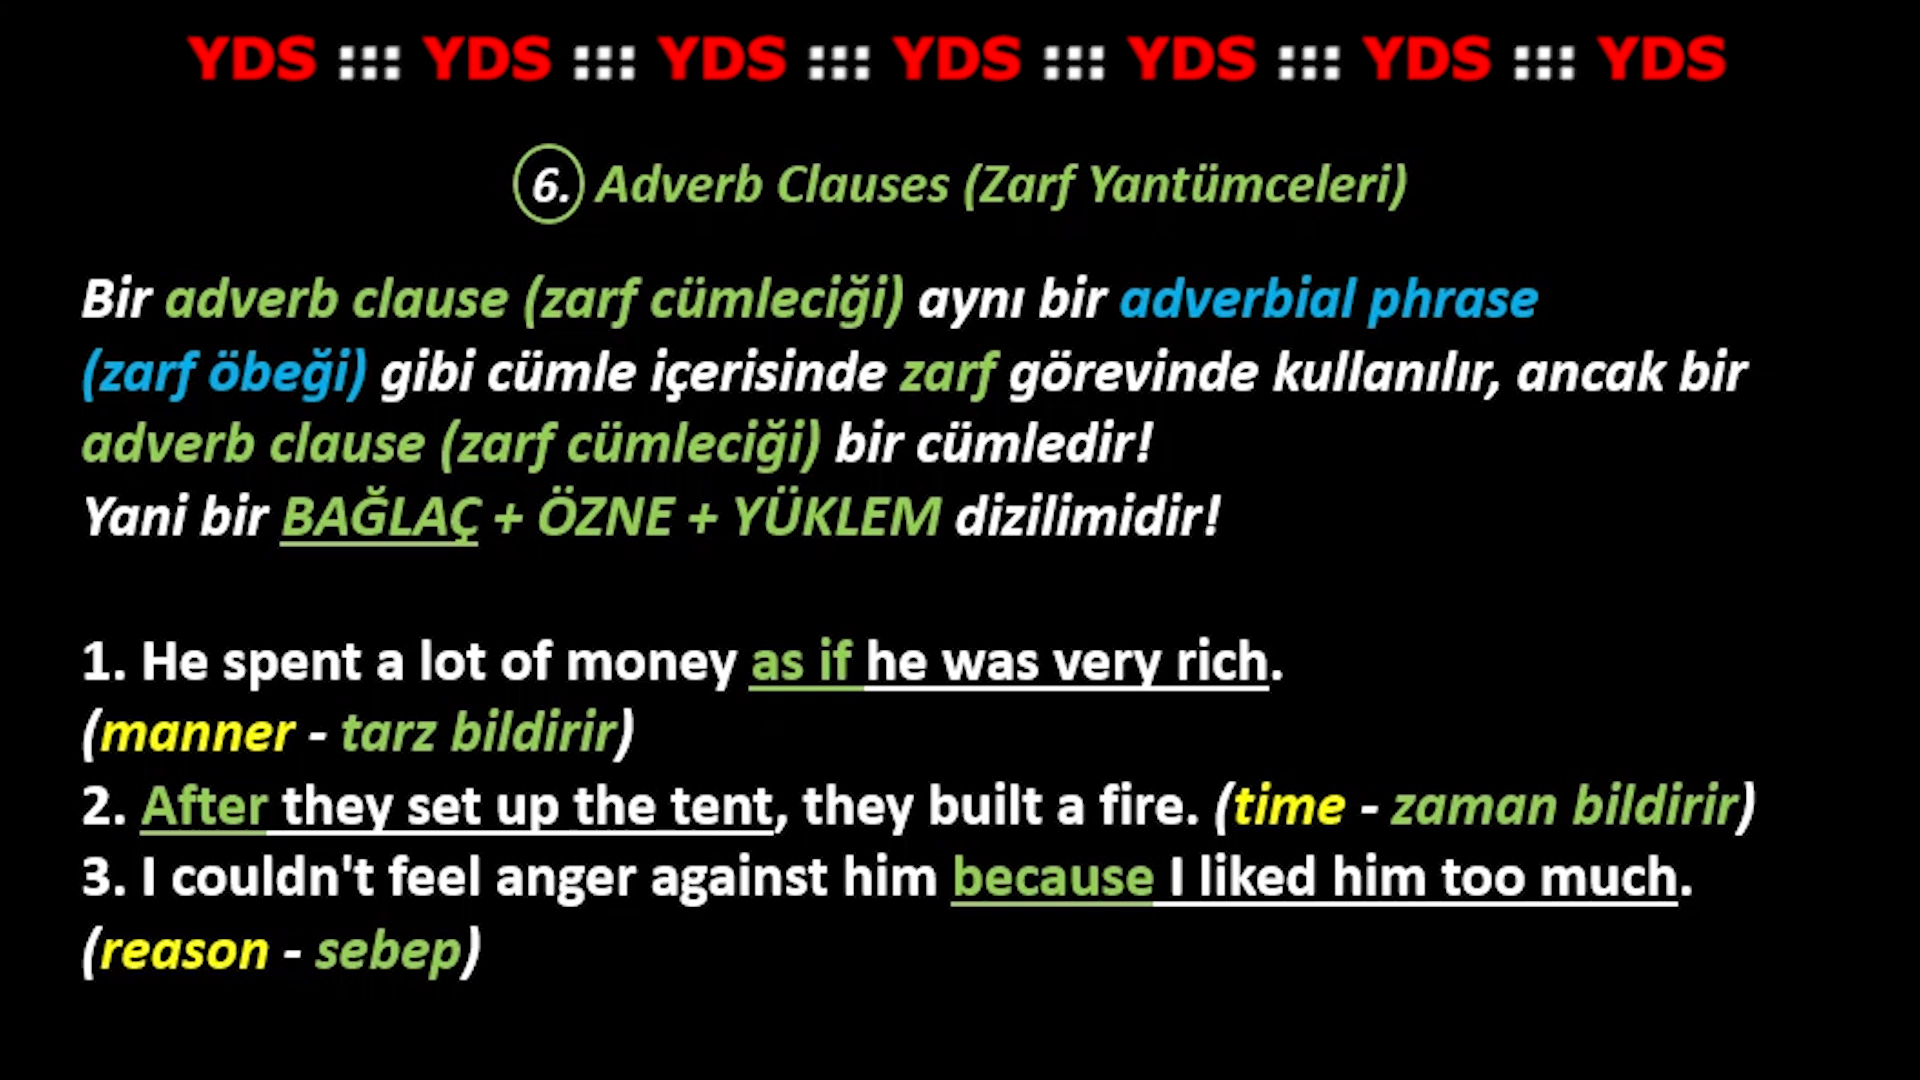 YDS ::: YDS ::: YDS ::: YDS ::: YDS ::: YDS ::: YDS
6. Adverb Clauses (Zarf Yantümceleri)
Bir adverb clause (zarf cümleciği) aynı bir adverbial phrase
(zarf öbeği) gibi cümle içerisinde zarf görevinde kullanılır, ancak bir
adverb clause (zarf cümleciği) bir cümledir!
Yani bir BAĞLAÇ + ÖZNE + YÜKLEM dizilimidir!
1. He spent a lot of money as if he was very rich.
(manner - tarz bildirir)
2. After they set up the tent, they built a fire. (time - zaman bildirir)
3. I couldn't feel anger against him because I liked him too much.
(reason - sebep)